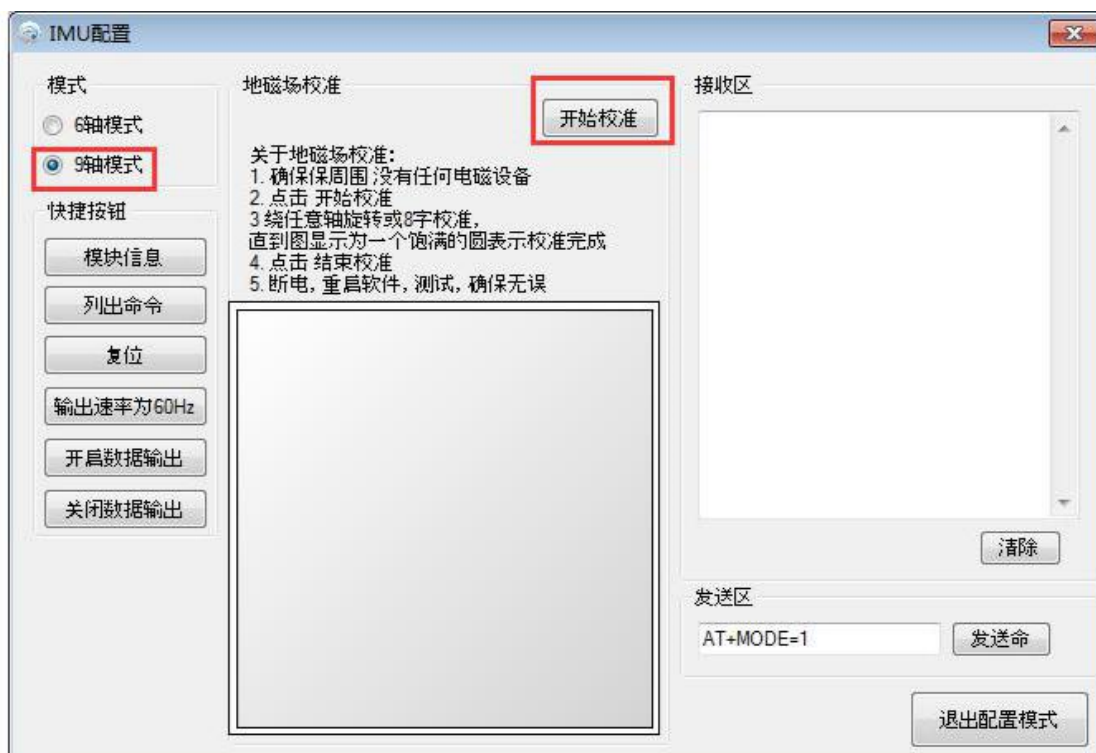 IMU配置
模式
6轴模式
9轴模式
快捷按钮
模块信息
列出命令
复位
输出速率为60Hz
开启数据输出
关闭数据输出
地磁场校准
开始校准
关于地磁场校准:
1. 确保保周围 没有任何电磁设备
2. 点击 开始校准
3 绕任意轴旋转或8字校准,
直到图显示为一个饱满的圆表示校准完成
4. 点击 结束校准
5. 断电, 重启软件, 测试, 确保无误
接收区
清除
发送区
AT+MODE=1
发送命
退出配置模式